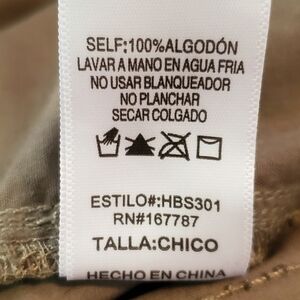 SELF:100%ALGODÓN
LAVAR A MANO EN AGUA FRIA
NO USAR BLANQUEADOR
NO PLANCHAR
SECAR COLGADO
ESTILO#:HBS301
RN#167787
TALLA:CHICO
HECHO EN CHINA